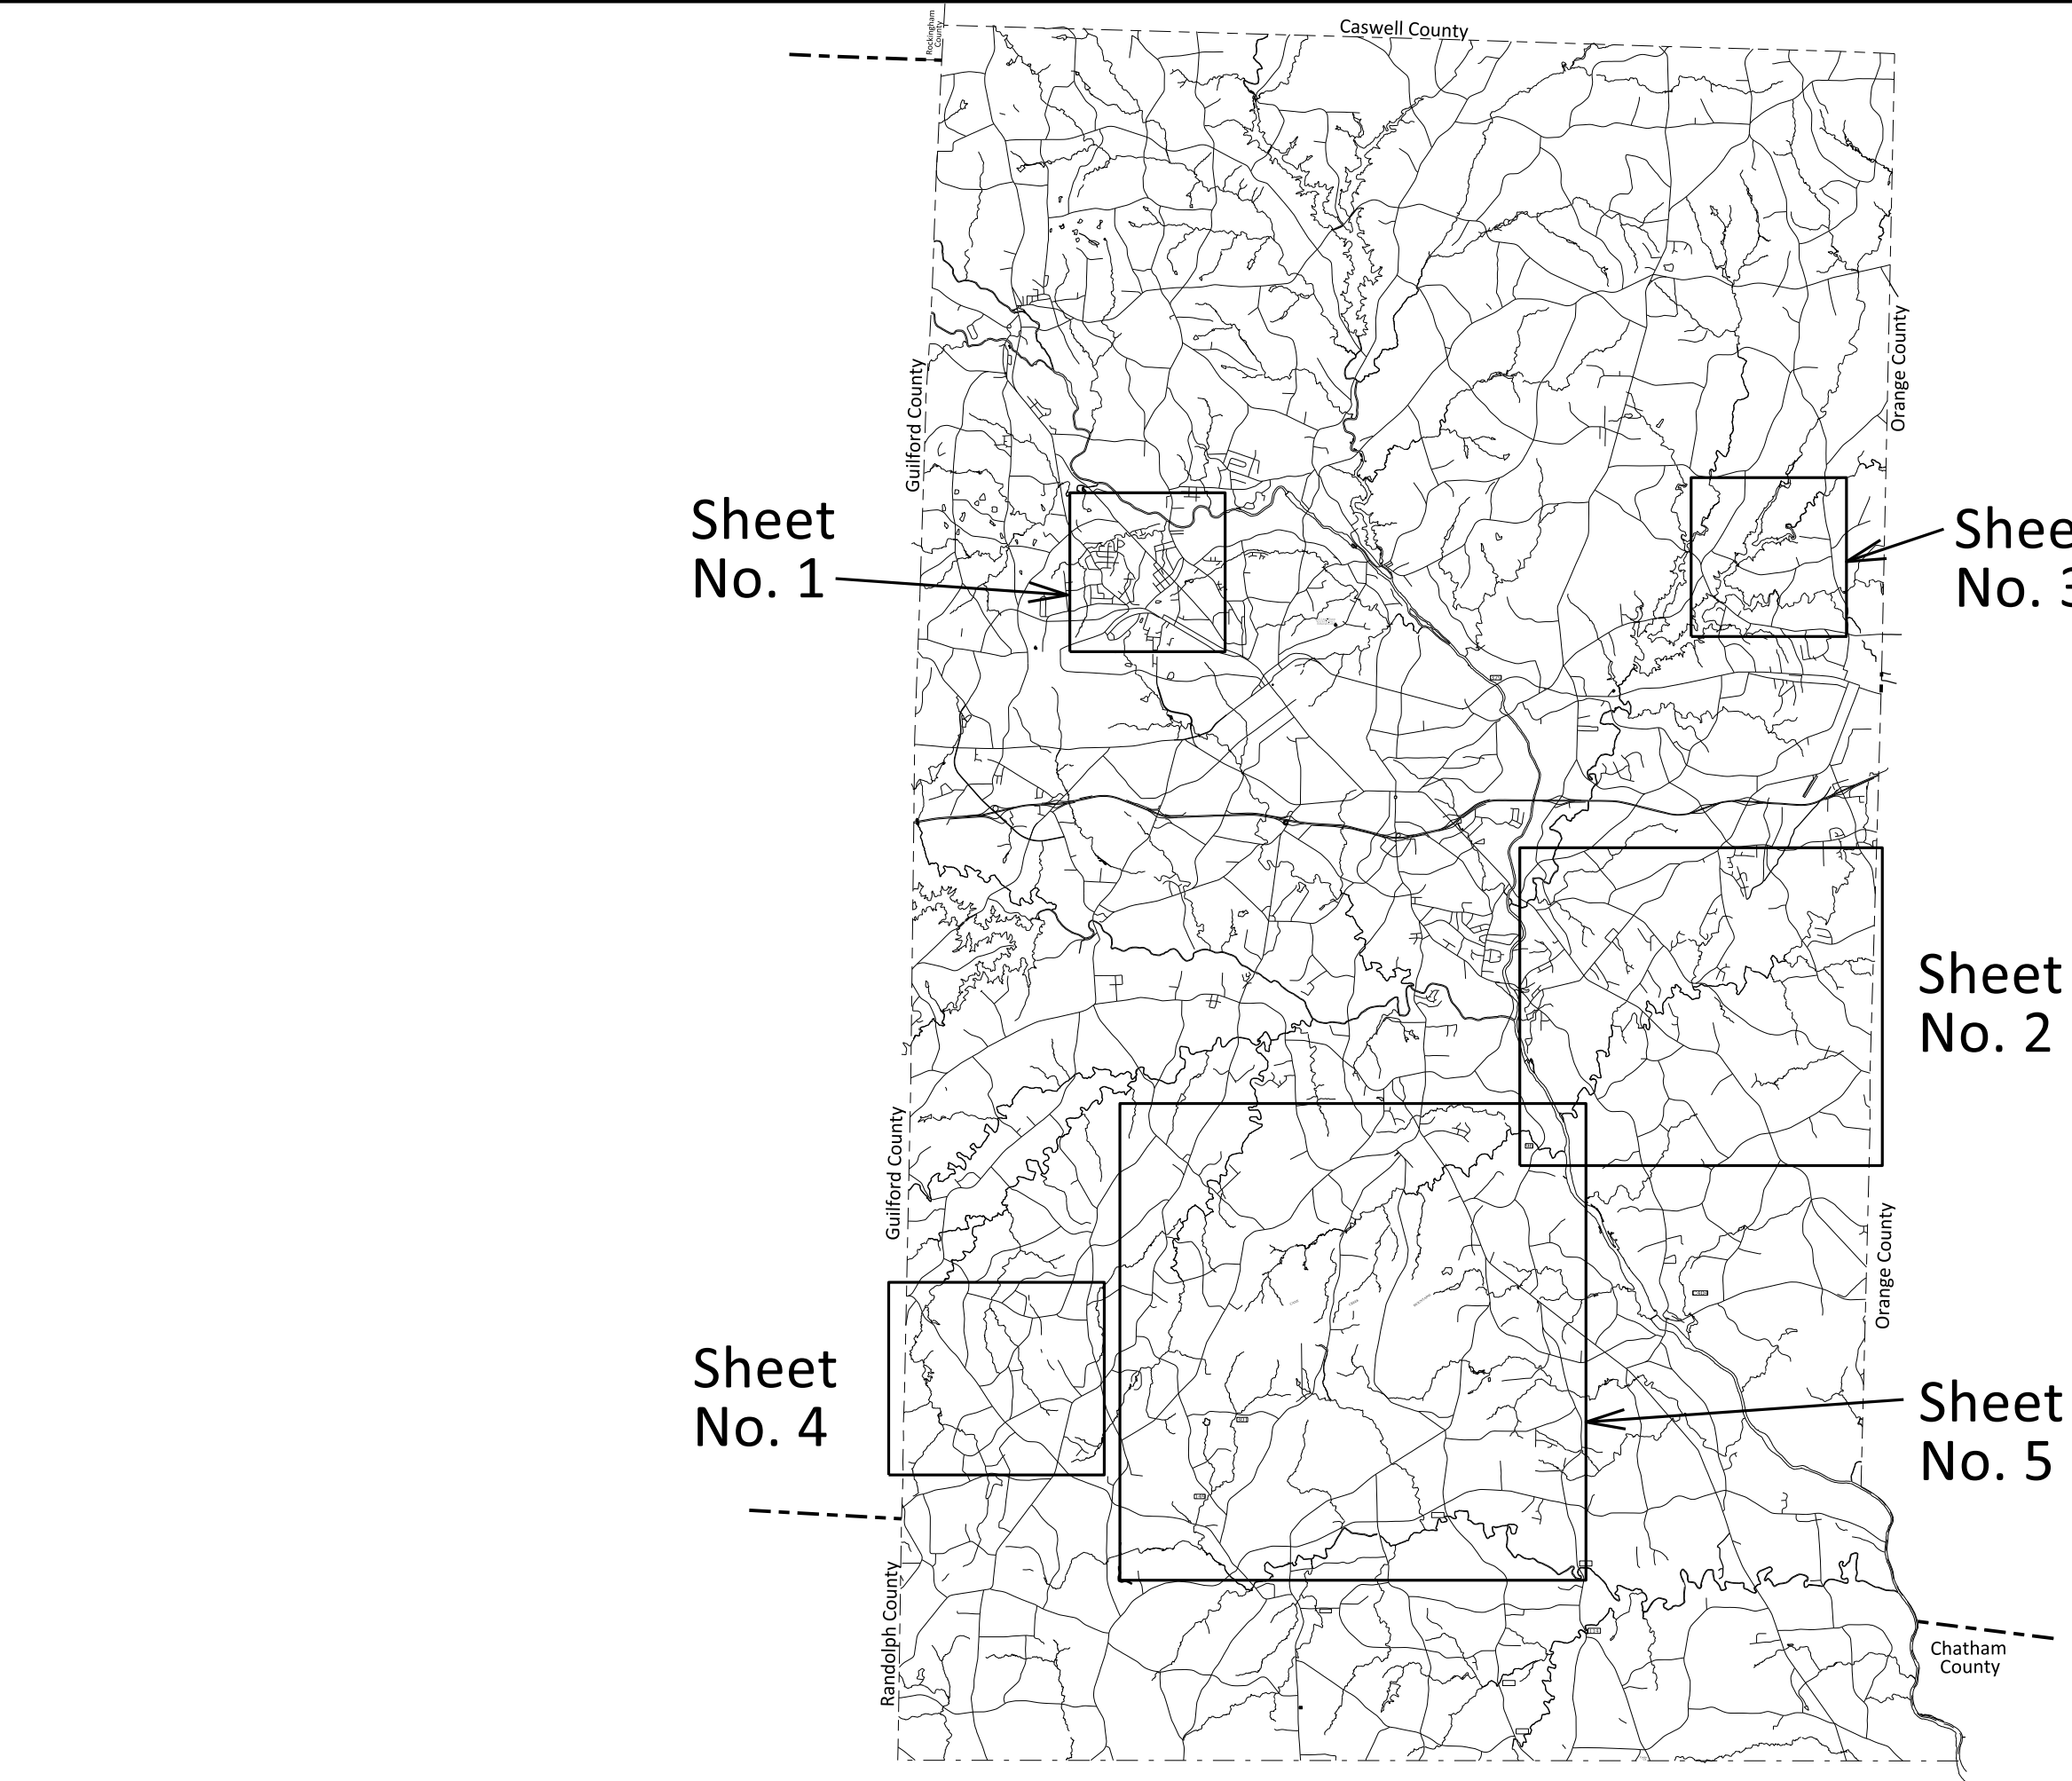 Rockingham
County
Caswell County
Orange County
Guilford County
Sheet
No. 1
Shee
No. 3
Sheet
No. 2
Guilford County
Orange County
Sheet
No. 4
Sheet
No. 5
Randolph County
Chatham
County